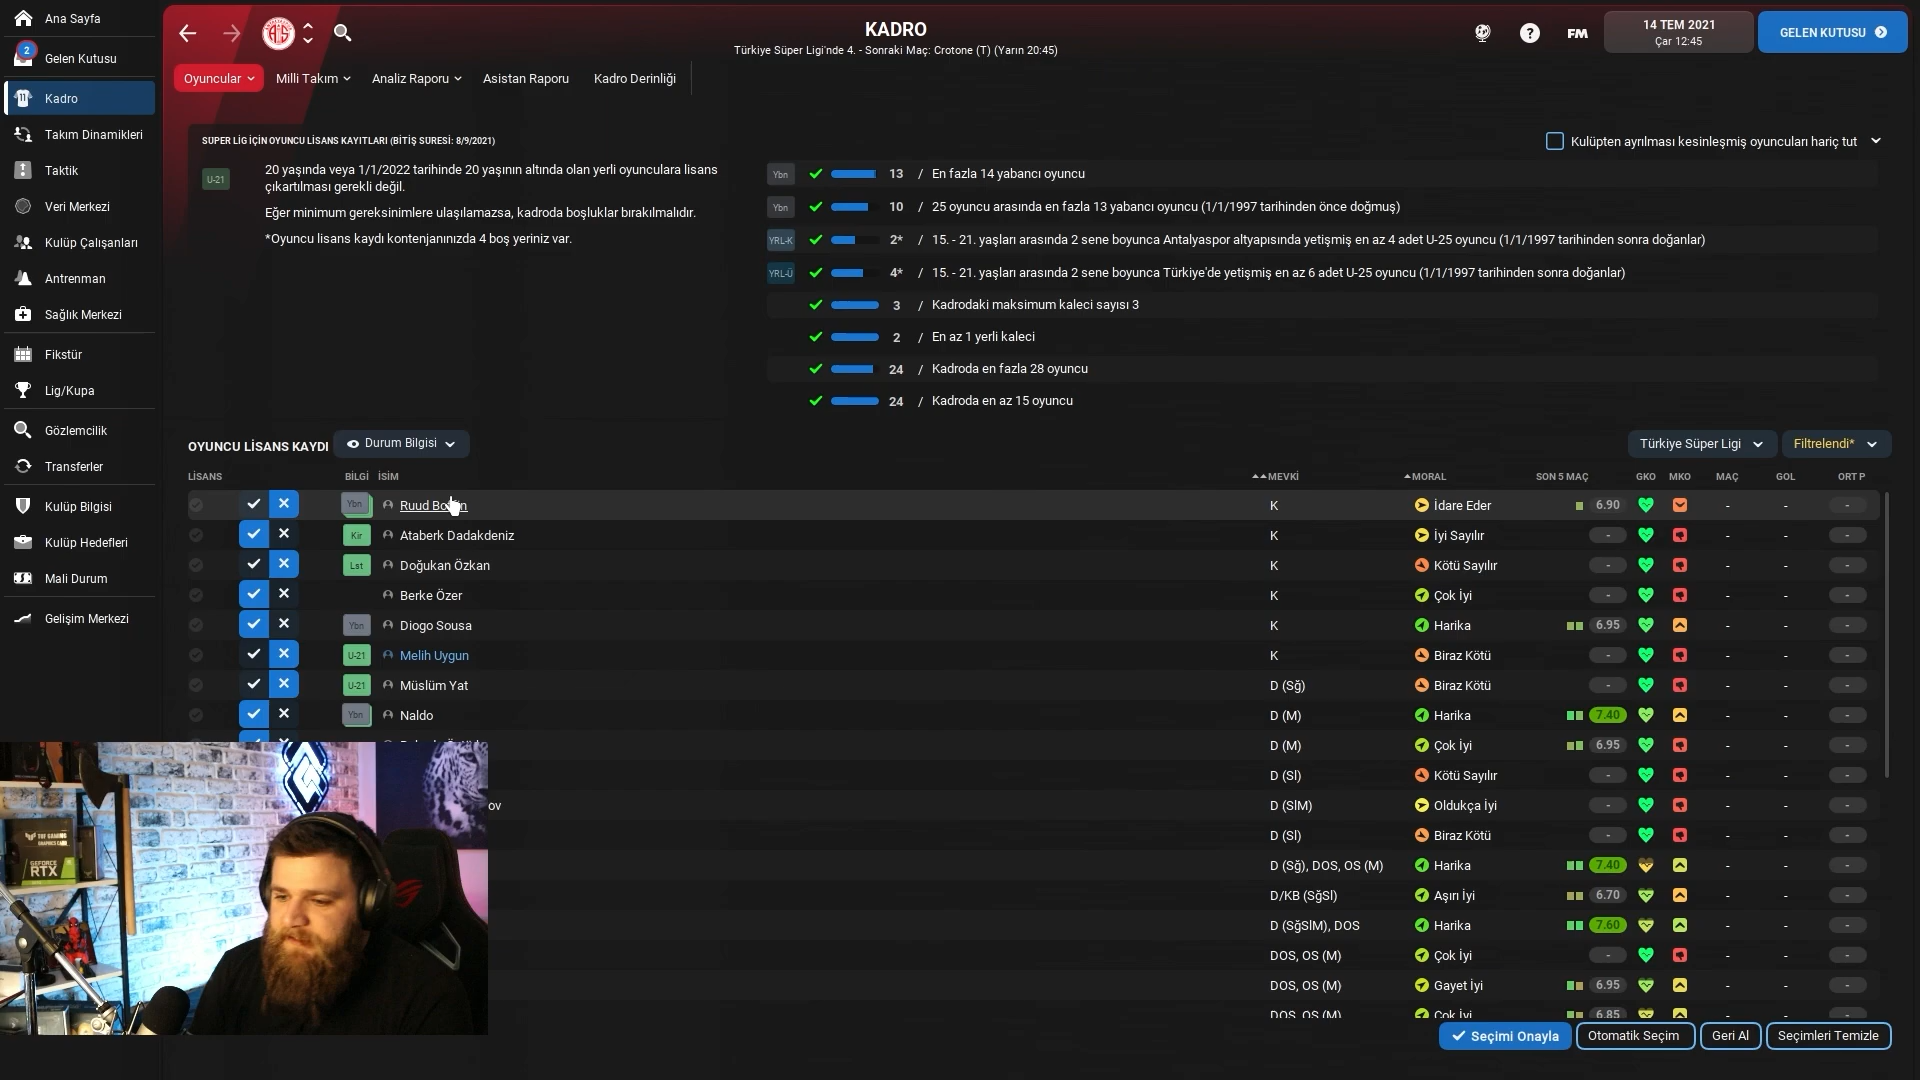 Ana Sayfa
2
Gelen Kutusu
Kadro
Takım Dinamikleri
Taktik
Veri Merkezi
Kulüp Çalışanları
Antrenman
Sağlık Merkezi
Fikstür
Lig/Kupa
Gözlemcilik
Transferler
Kulüp Bilgisi
Kulüp Hedefleri
Mali Durum
Gelişim Merkezi
KADRO
Türkiye Süper Ligi'nde 4. - Sonraki Maç: Crotone (T) (Yarın 20:45)
FM
14 TEM 2021
Çar 12:45
GELEN KUTUSU
Oyuncular
Milli Takım
Analiz Raporu
Asistan Raporu
Kadro Derinliği
SÜPER LİG İÇİN OYUNCU LİSANS KAYITLARI (BİTİŞ SÜRESİ: 8/9/2021)
Kulüpten ayrılması kesinleşmiş oyuncuları hariç tut
U-21
20 yaşında veya 1/1/2022 tarihinde 20 yaşının altında olan yerli oyunculara lisans
çıkartılması gerekli değil.
Eğer minimum gereksinimlere ulaşılamazsa, kadroda boşluklar bırakılmalıdır.
*Oyuncu lisans kaydı kontenjanınızda 4 boş yeriniz var.
Ybn 13 / En fazla 14 yabancı oyuncu
Ybn 10 / 25 oyuncu arasında en fazla 13 yabancı oyuncu (1/1/1997 tarihinden önce doğmuş)
YRL-K 2* / 15. - 21. yaşları arasında 2 sene boyunca Antalyaspor altyapısında yetişmiş en az 4 adet U-25 oyuncu (1/1/1997 tarihinden sonra doğanlar)
YRL-Ü 4* / 15. - 21. yaşları arasında 2 sene boyunca Türkiye'de yetişmiş en az 6 adet U-25 oyuncu (1/1/1997 tarihinden sonra doğanlar)
3 / Kadrodaki maksimum kaleci sayısı 3
2 / En az 1 yerli kaleci
24 / Kadroda en fazla 28 oyuncu
24 / Kadroda en az 15 oyuncu
OYUNCU LİSANS KAYDI
Durum Bilgisi
Türkiye Süper Ligi
Filtrelendi*
LİSANS BİLGİ İSİM MEVKİ MORAL SON 5 MAÇ GKO MKO MAÇ GOL ORT P
Ybn Ruud K İdare Eder 6.90 - - -
Kir Ataberk Dadakdeniz K İyi Sayılır - - - -
Lst Doğukan Özkan K Kötü Sayılır - - - -
Berke Özer K Çok İyi - - - -
Ybn Diogo Sousa K Harika 6.95 - - -
U-21 Melih Uygun K Biraz Kötü - - - -
U-21 Müslüm Yat D (Sğ) Biraz Kötü - - - -
Ybn Naldo D (M) Harika 7.40 - - -
D (M) Çok İyi 6.95 - - -
D (Sl) Kötü Sayılır - - - -
ov D (SlM) Oldukça İyi - - - -
D (Sl) Biraz Kötü - - - -
D (Sğ), DOS, OS (M) Harika 7.40 - - -
D/KB (SğSl) Aşırı İyi 6.70 - - -
D (SğSlM), DOS Harika 7.60 - - -
DOS, OS (M) Çok İyi - - - -
DOS, OS (M) Gayet İyi 6.95 - - -
DOS, OS (M) Çok İyi 6.85 - - -
Seçimi Onayla
Otomatik Seçim
Geri Al
Seçimleri Temizle
TUF GAMING
GEFORCE
RTX